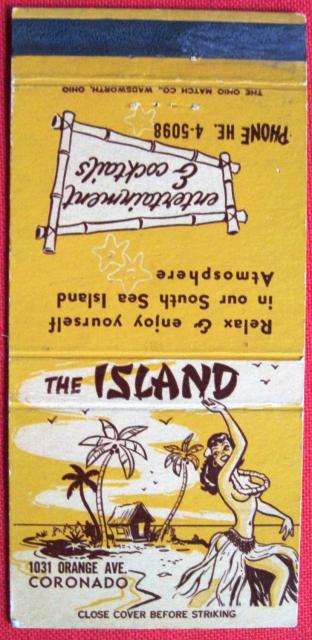 THE ISLAND
1031 ORANGE AVE.
CORONADO
CLOSE COVER BEFORE STRIKING
Relax & enjoy yourself
in our South Sea Island
Atmosphere
entertainment
& cocktails
PHONE HE. 4-5098
THE OHIO MATCH CO., WADSWORTH, OHIO